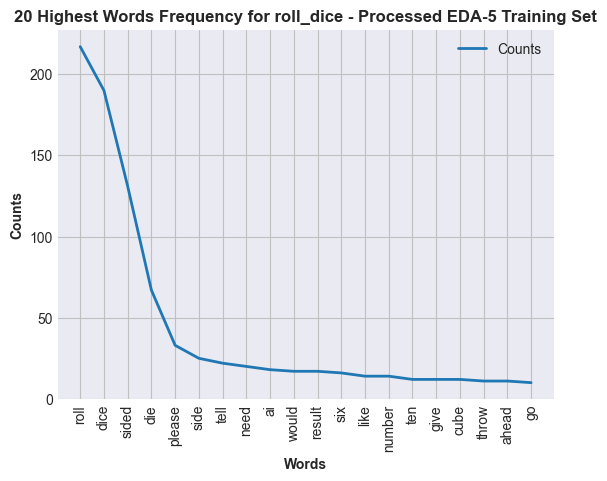 20 Highest Words Frequency for roll_dice - Processed EDA-5 Training Set
Counts
200
150
100
50
0
Counts
roll
dice
sided
die
please
side
tell
need
ai
would
result
six
like
number
ten
give
cube
throw
ahead
go
Words